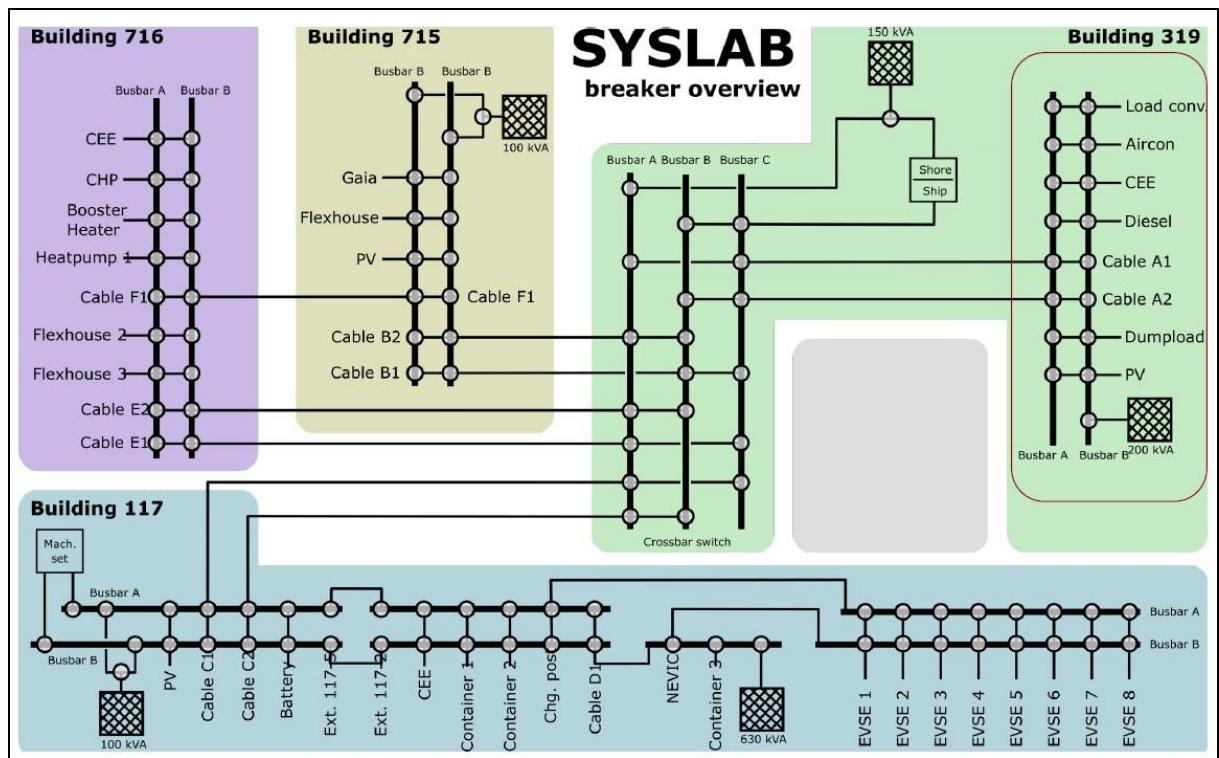 SYSLAB
breaker overview
Building 716
Busbar A
Busbar B
CEE
CHP
Booster
Heater
Heatpump 1
Cable F1
Flexhouse 2
Flexhouse 3
Cable E2
Cable E1
Building 715
Busbar B
Busbar B
100 kVA
Gaia
Flexhouse
PV
Cable F1
Cable B2
Cable B1
150 kVA
Busbar A
Busbar B
Busbar C
Shore
Ship
Crossbar switch
Building 319
Load conv.
Aircon
CEE
Diesel
Cable A1
Cable A2
Dumpload
PV
Busbar A
Busbar B
200 kVA
Building 117
Mach.
set
Busbar A
Busbar B
100 kVA
PV
Cable C1
Cable C2
Battery
Ext. 117-5
Ext. 117-2
CEE
Container 1
Container 2
Chg. post
Cable D1
NEVIC
Container 3
630 kVA
Busbar A
Busbar B
EVSE 1
EVSE 2
EVSE 3
EVSE 4
EVSE 5
EVSE 6
EVSE 7
EVSE 8